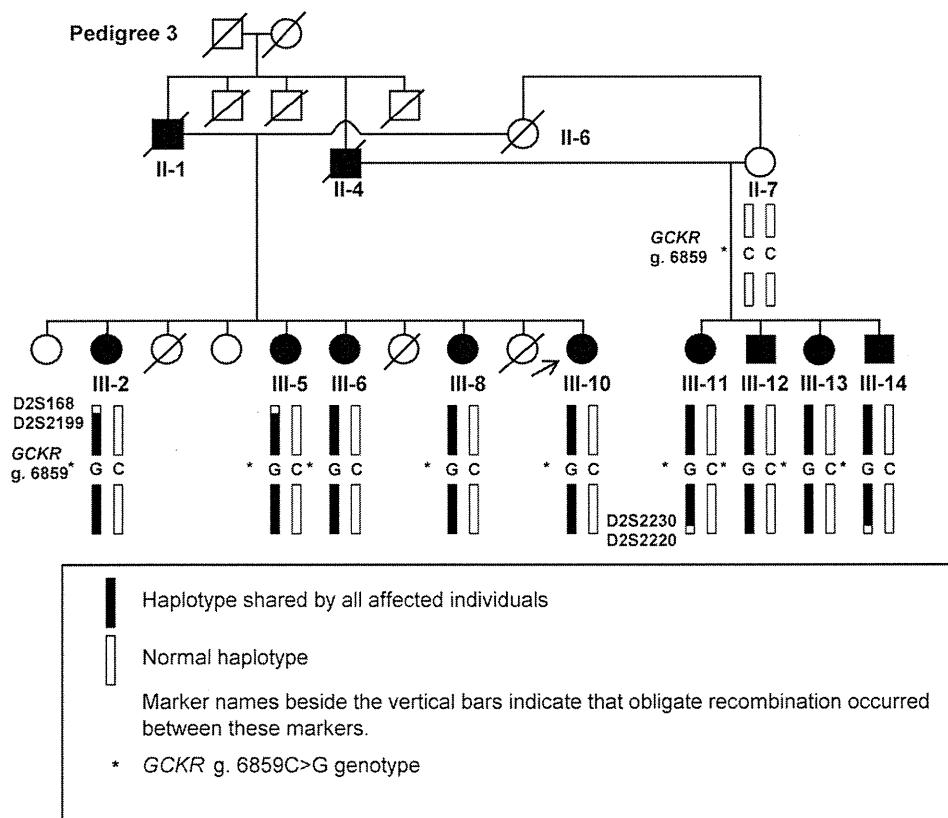 Pedigree 3
II-1
II-4
II-6
II-7
GCKR
g. 6859 * C C
III-2 III-5 III-6 III-8 III-10 III-11 III-12 III-13 III-14
D2S168
D2S2199
GCKR
g. 6859 * G C * G C * G C * G C * G C * G C * G C * G C * G C
D2S2230
D2S2220
Haplotype shared by all affected individuals
Normal haplotype
Marker names beside the vertical bars indicate that obligate recombination occurred
between these markers.
* GCKR g. 6859C>G genotype